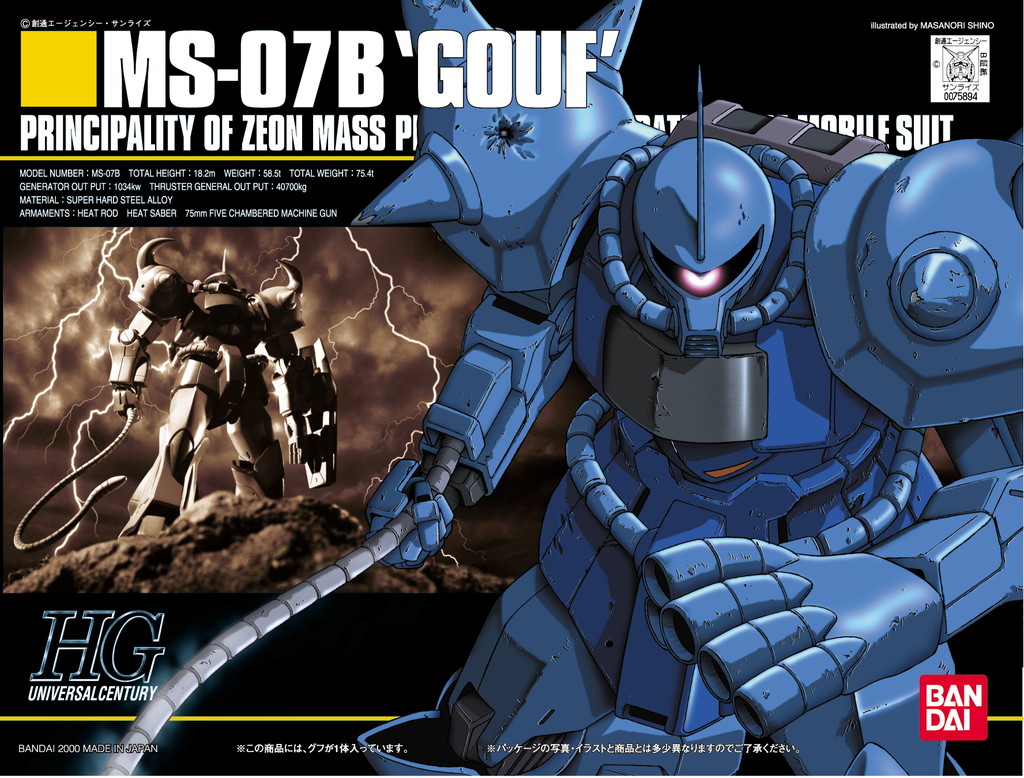 ©創通エージェンシー・サンライズ
illustrated by MASANORI SHINO
MS-07B 'GOUF'
創通エージェンシー
©
サンライズ
0075894
PRINCIPALITY OF ZEON MASS MOBILE SUIT
MODEL NUMBER：MS-07B TOTAL HEIGHT：18.2m WEIGHT：58.5t TOTAL WEIGHT：75.4t
GENERATOR OUT PUT：1034kw THRUSTER GENERAL OUT PUT：40700kg
MATERIAL：SUPER HARD STEEL ALLOY
ARMAMENTS：HEAT ROD HEAT SABER 75mm FIVE CHAMBERED MACHINE GUN
HG
UNIVERSAL CENTURY
BAN
DAI
BANDAI 2000 MADE IN JAPAN
※この商品には、グフが1体入っています。
※パッケージの写真・イラストと商品とは多少異なりますのでご了承ください。